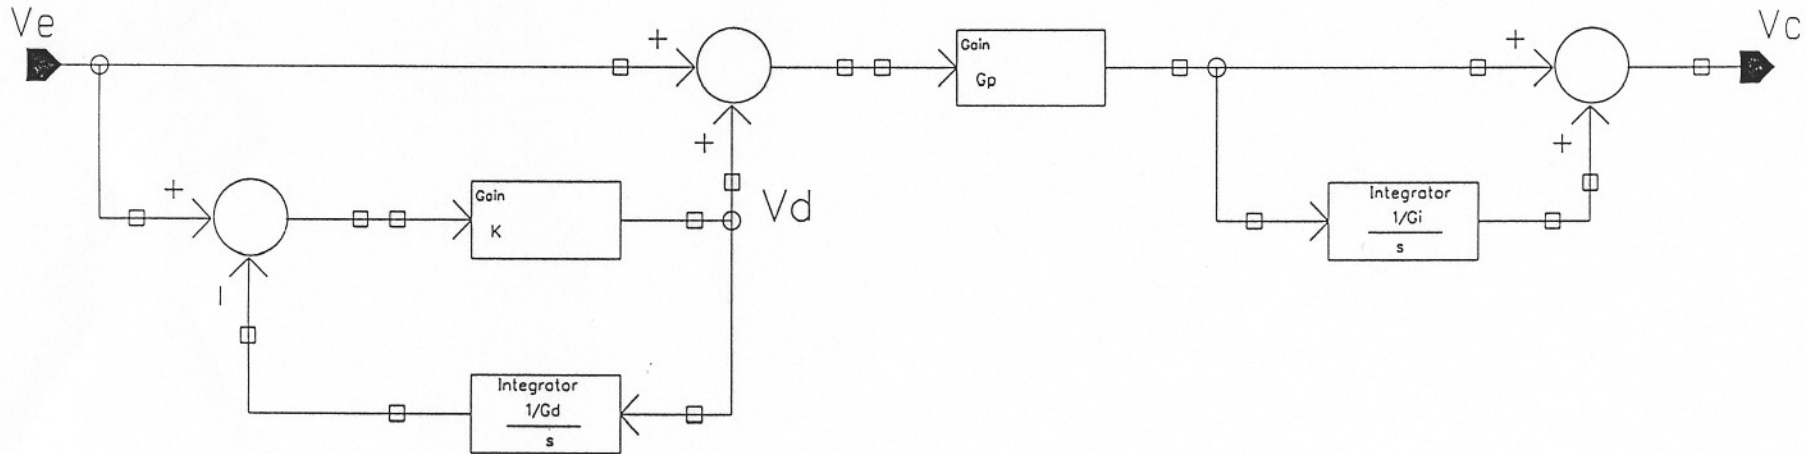 Ve
Vc
+
+
Gain
Gp
+
+
+
Gain
K
Vd
Integrator
1/Gi
s
−
Integrator
1/Gd
s